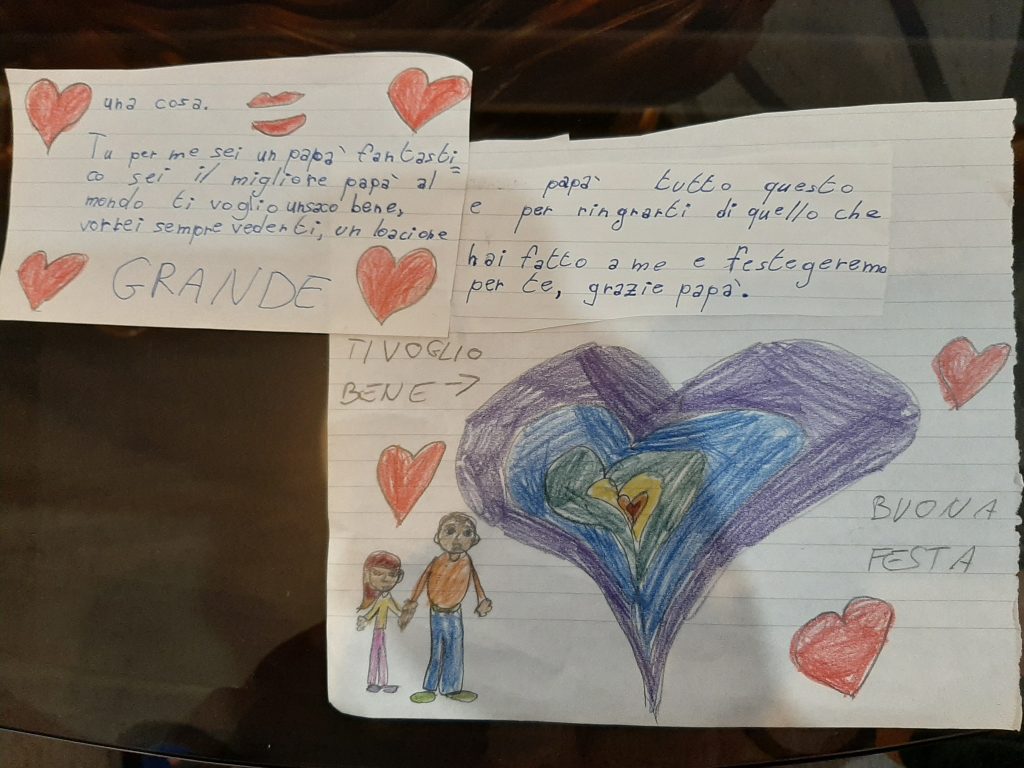 una cosa.
Tu per me sei un papà fantasti=
co sei il migliore papà al
mondo ti voglio unsaco bene,
vorrei sempre vederti, un bacione
GRANDE
papà tutto questo
e per ringrarti di quello che
hai fatto a me e festegeremo
per te, grazie papà.
TI VOGLIO
BENE →
BUONA
FESTA